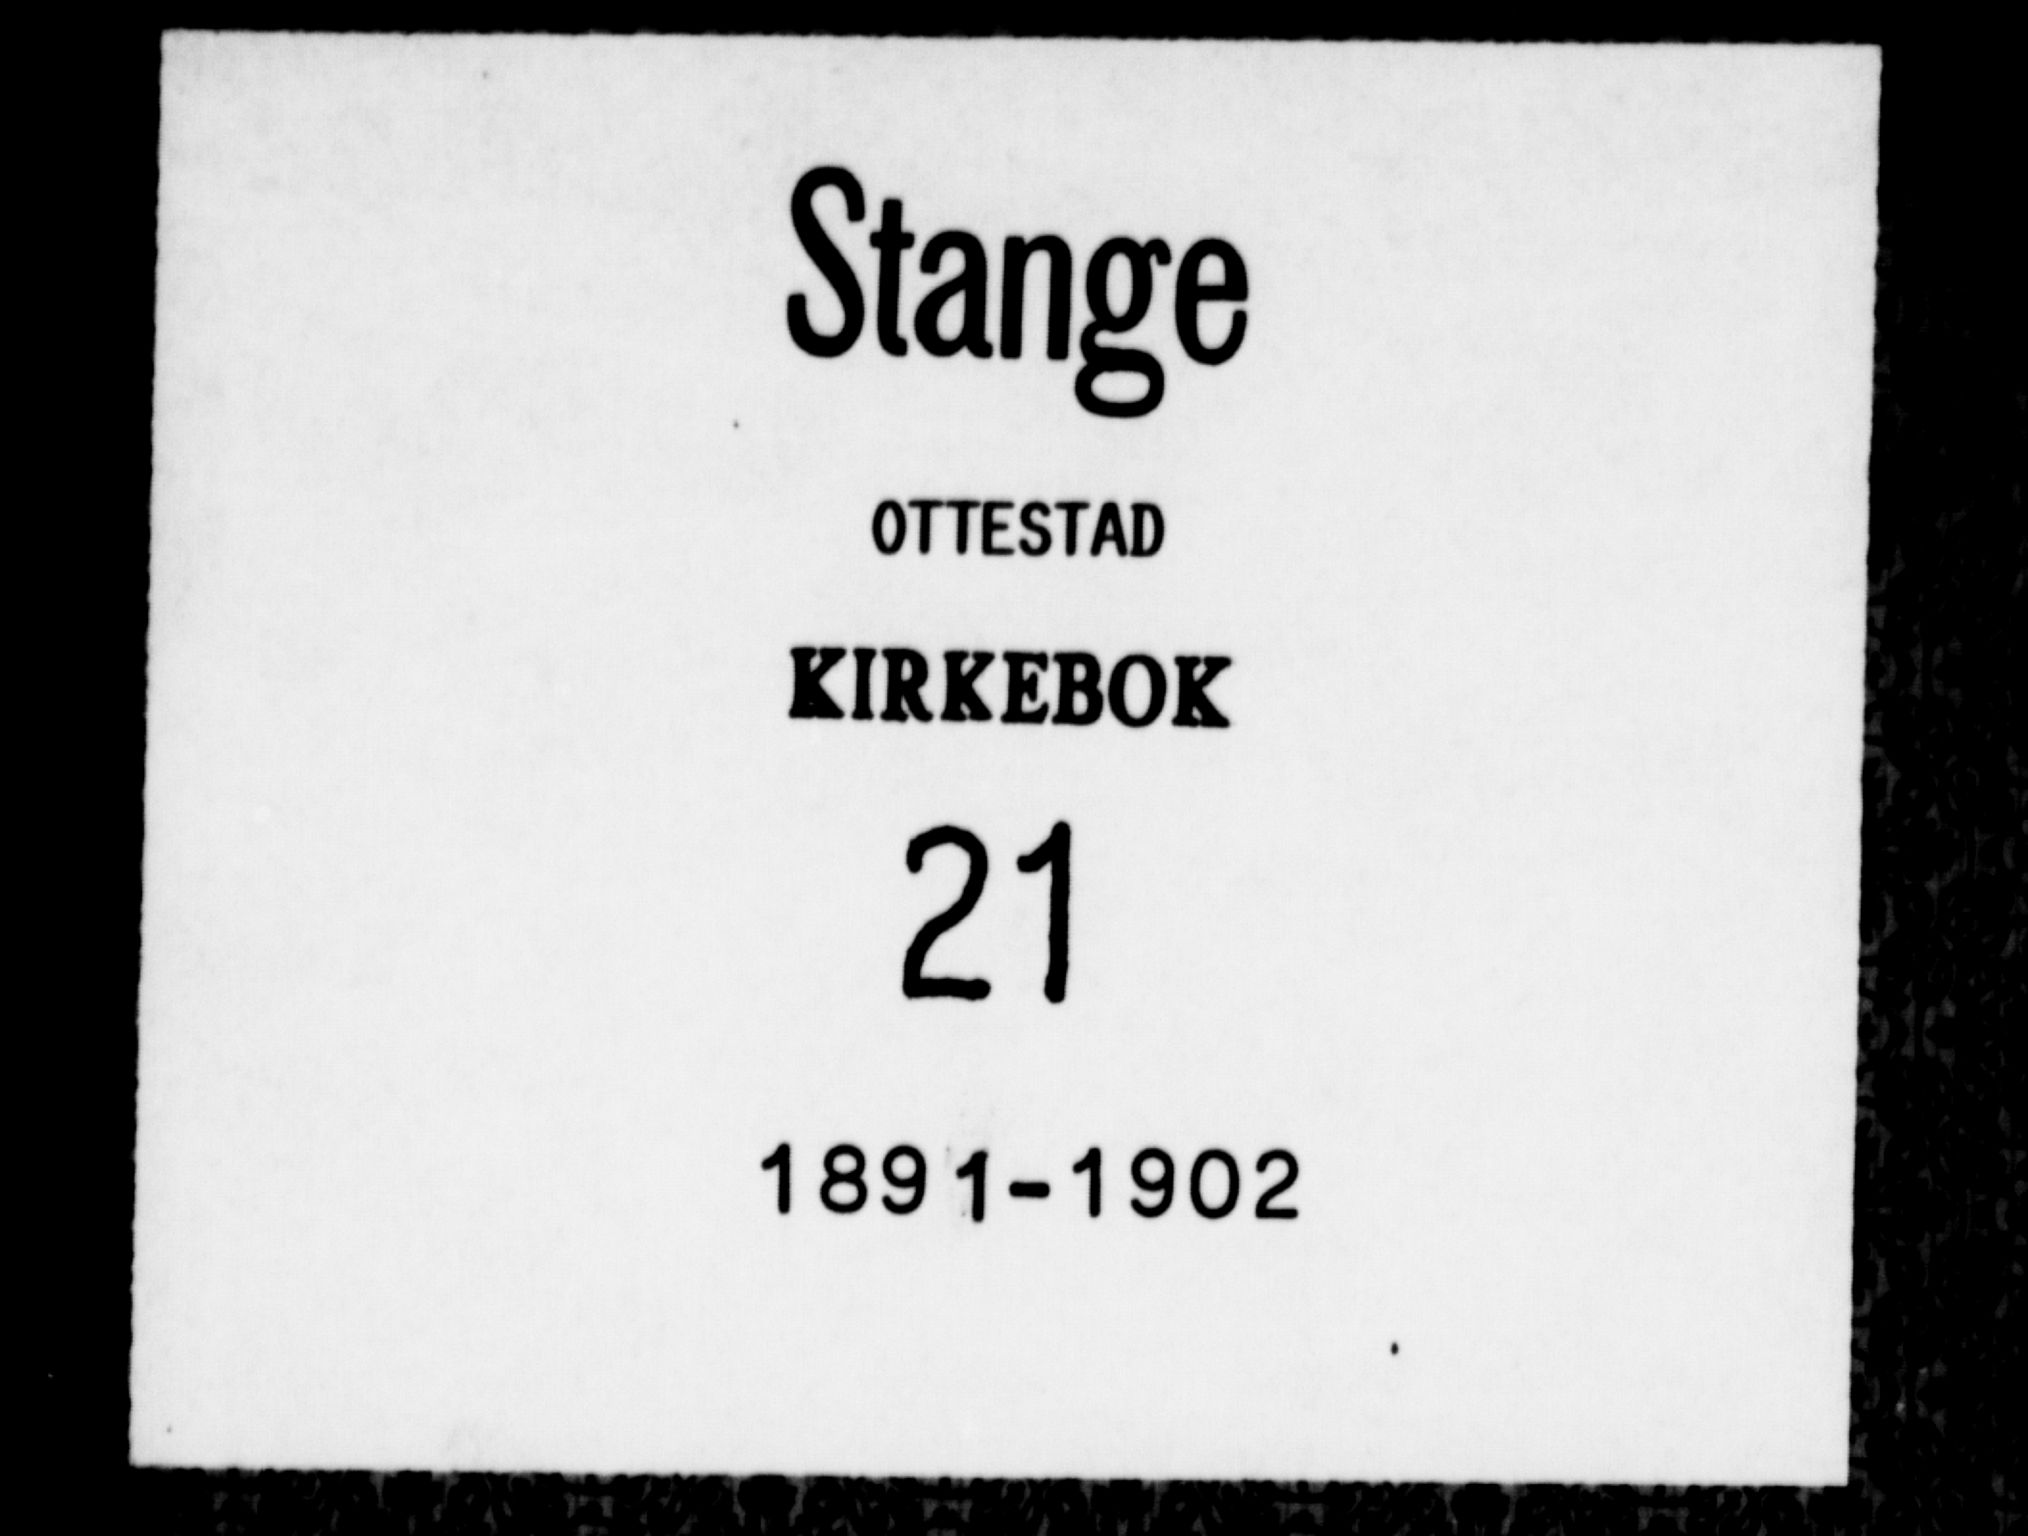 Stange
OTTESTAD
KIRKEBOK
21
1891-1902